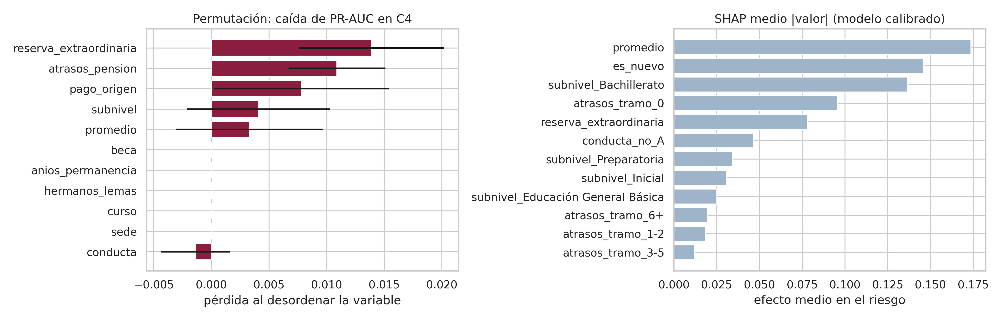 Permutación: caída de PR-AUC en C4
reserva_extraordinaria
atrasos_pension
pago_origen
subnivel
promedio
beca
anios_permanencia
hermanos_lemas
curso
sede
conducta
−0.005 0.000 0.005 0.010 0.015 0.020
pérdida al desordenar la variable
SHAP medio |valor| (modelo calibrado)
promedio
es_nuevo
subnivel_Bachillerato
atrasos_tramo_0
reserva_extraordinaria
conducta_no_A
subnivel_Preparatoria
subnivel_Inicial
subnivel_Educación General Básica
atrasos_tramo_6+
atrasos_tramo_1-2
atrasos_tramo_3-5
0.000 0.025 0.050 0.075 0.100 0.125 0.150 0.175
efecto medio en el riesgo